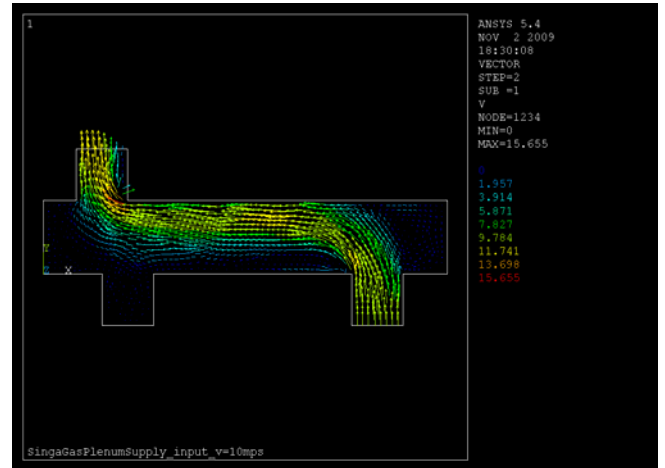 1
ANSYS 5.4
NOV 2 2009
18:30:08
VECTOR
STEP=2
SUB =1
V
NODE=1234
MIN=0
MAX=15.655
0
1.957
3.914
5.871
7.827
9.784
11.741
13.698
15.655
Y
Z X
SingaGasPlenumSupply_input_v=10mps